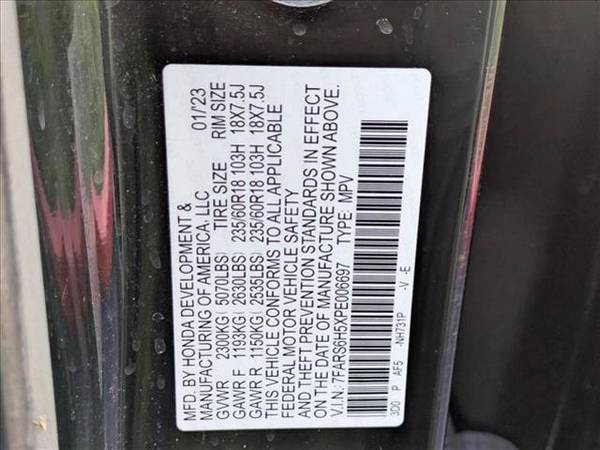 MFD. BY HONDA DEVELOPMENT &
MANUFACTURING OF AMERICA, LLC 01/23
GVWR 2300KG( 5070LBS) TIRE SIZE RIM SIZE
GAWR F 1193KG ( 2630LBS) 235/60R18 103H 18X7.5J
GAWR R 1150KG ( 2535LBS) 235/60R18 103H 18X7.5J
THIS VEHICLE CONFORMS TO ALL APPLICABLE
FEDERAL MOTOR VEHICLE SAFETY
AND THEFT PREVENTION STANDARDS IN EFFECT
ON THE DATE OF MANUFACTURE SHOWN ABOVE.
V.I.N.: 7FARS6H5XPE006697 TYPE: MPV
3D0 P AF5 -NH731P -V -E